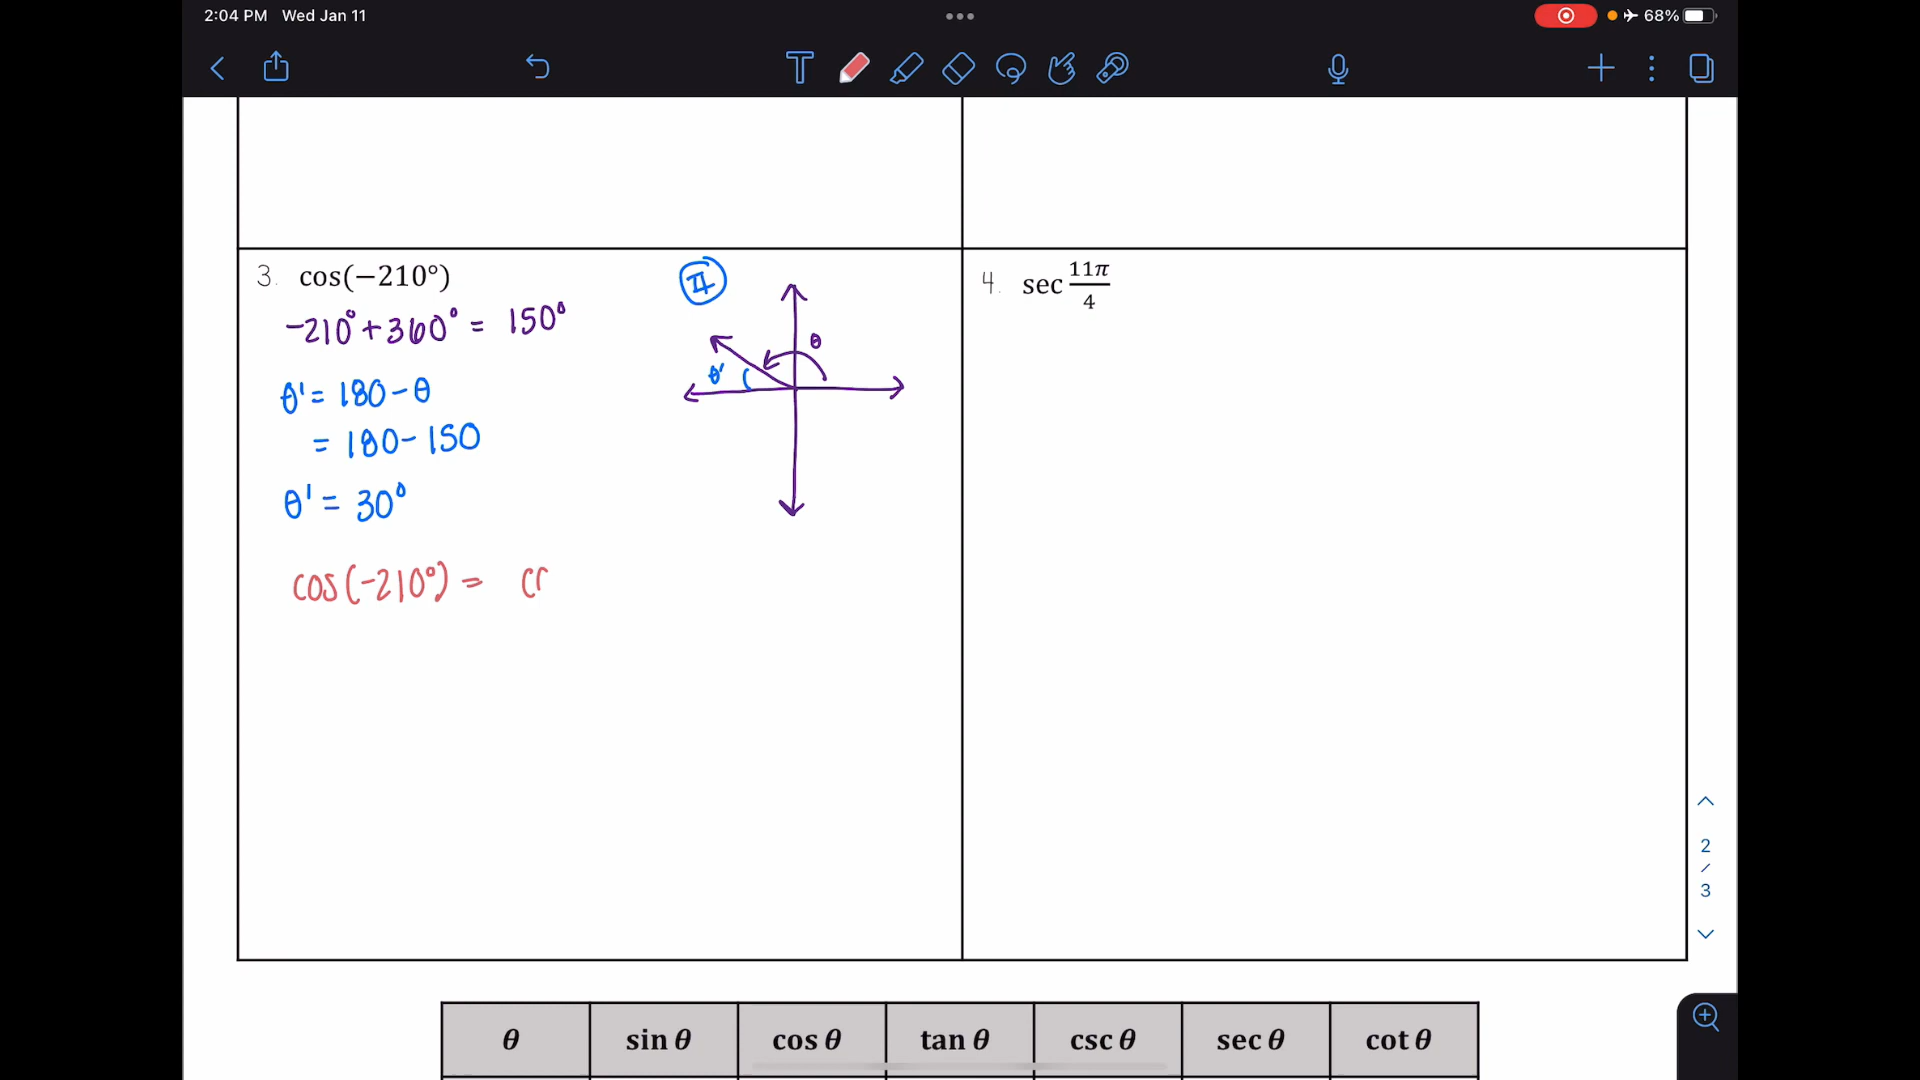 2:04 PM Wed Jan 11
68%
3. cos(−210°)
-210° + 360° = 150°
θ' = 180 - θ
= 180 - 150
θ' = 30°
cos(-210°) =
II
θ
θ'
4. sec 11π/4
2
/
3
θ sin θ cos θ tan θ csc θ sec θ cot θ